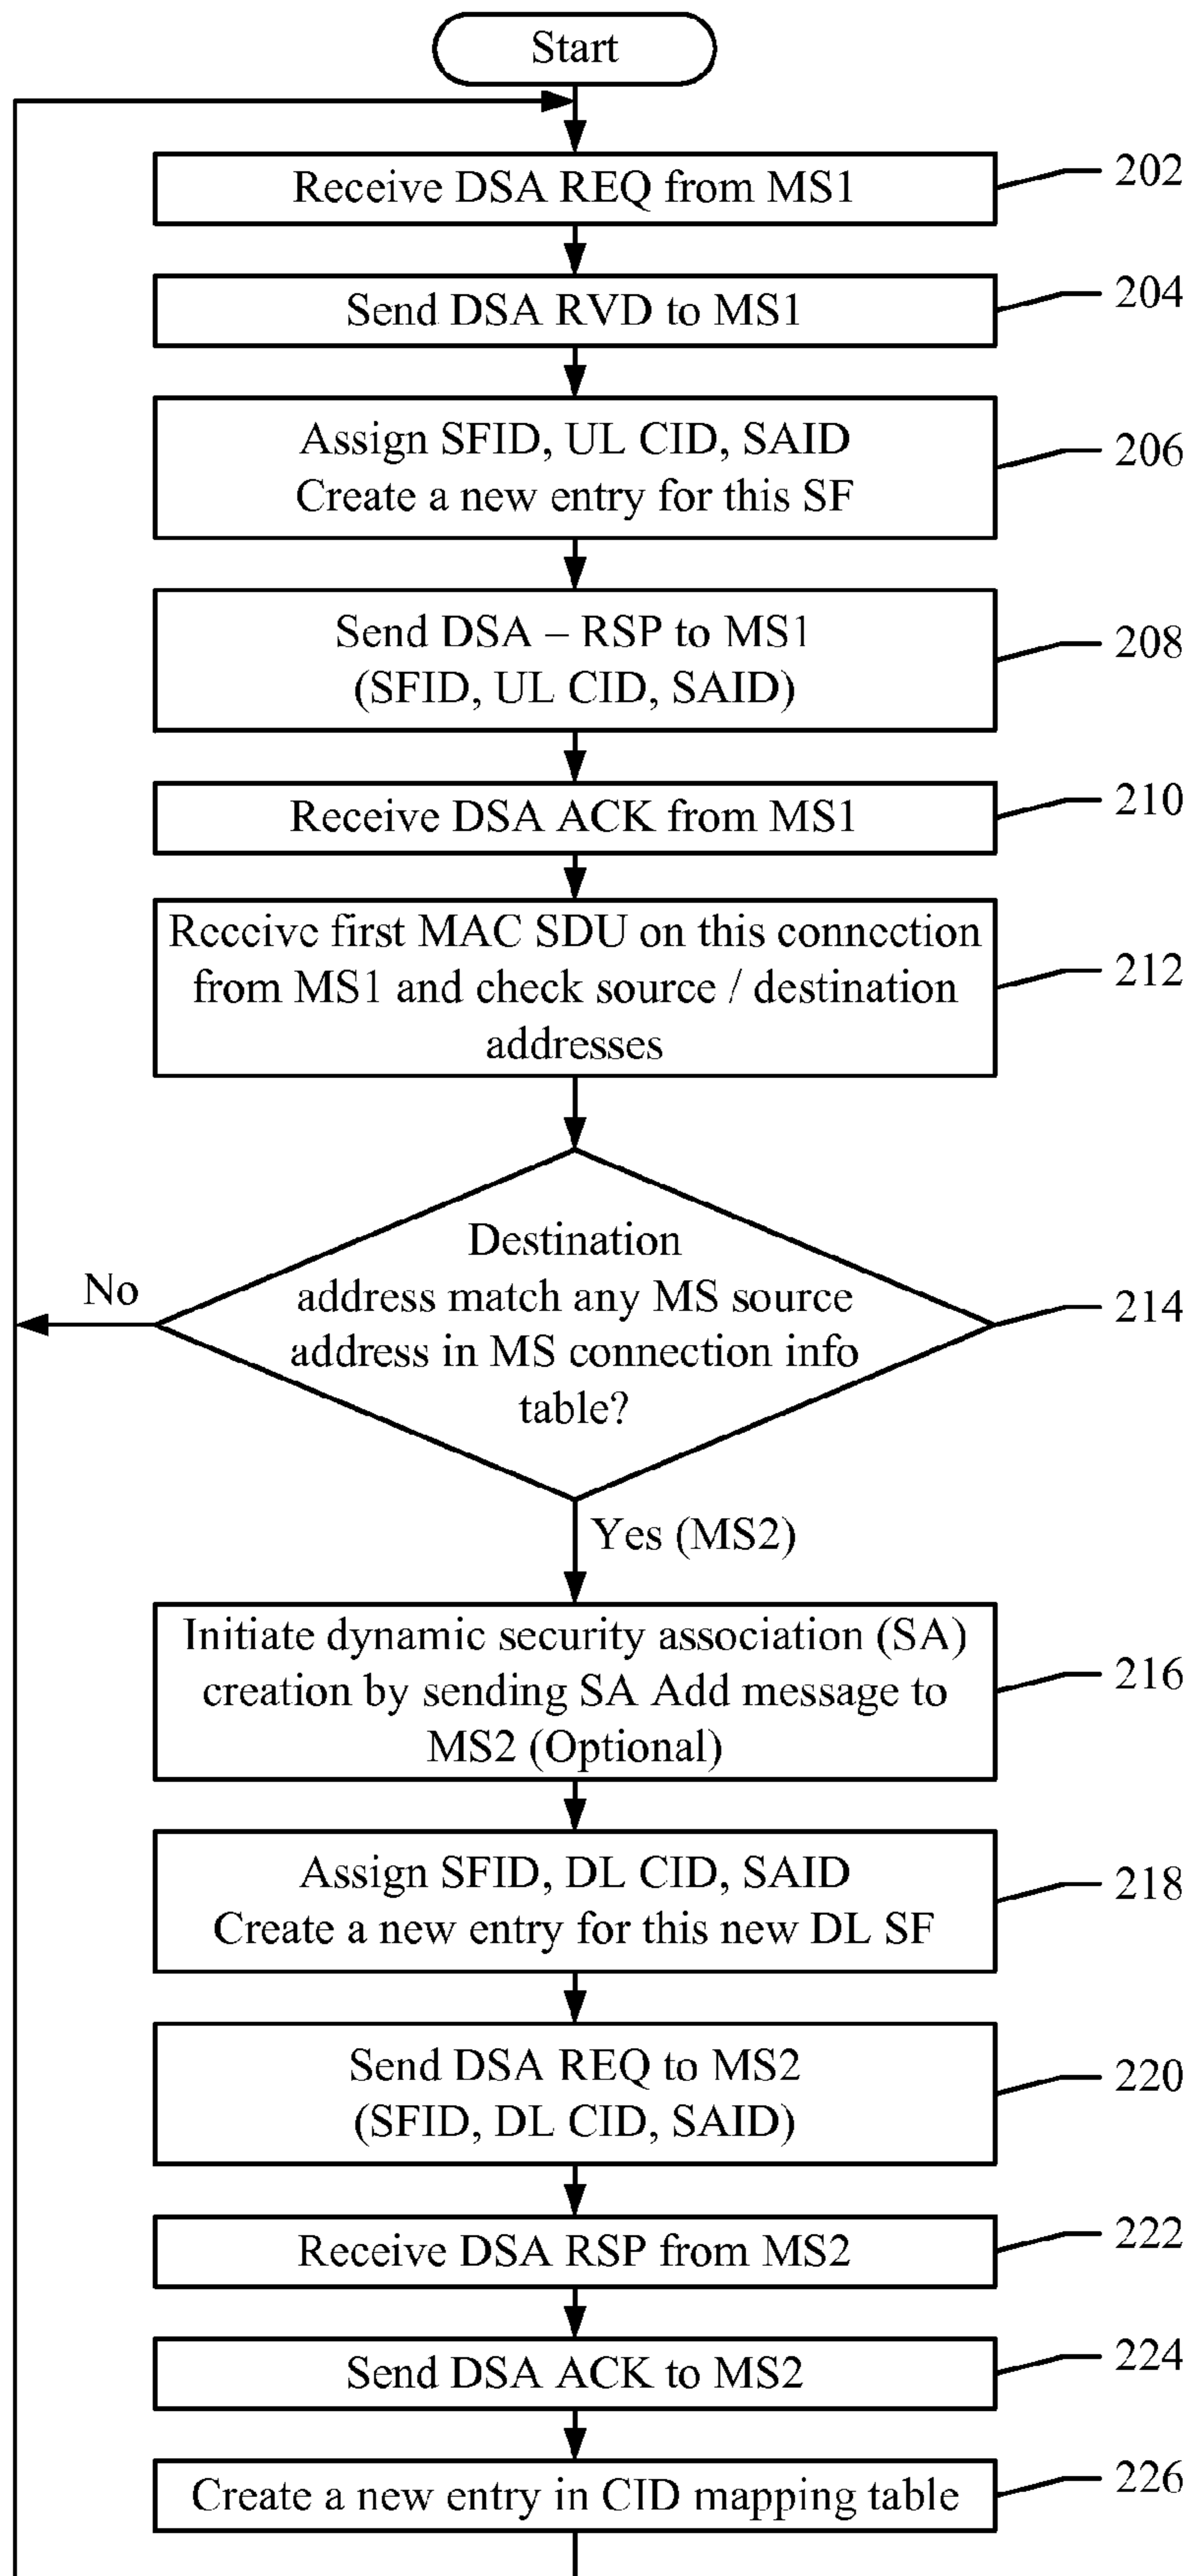 Start
Receive DSA REQ from MS1
202
Send DSA RVD to MS1
204
Assign SFID, UL CID, SAID
Create a new entry for this SF
206
Send DSA – RSP to MS1
(SFID, UL CID, SAID)
208
Receive DSA ACK from MS1
210
Receive first MAC SDU on this connection
from MS1 and check source / destination
addresses
212
Destination
address match any MS source
address in MS connection info
table?
214
No
Yes (MS2)
Initiate dynamic security association (SA)
creation by sending SA Add message to
MS2 (Optional)
216
Assign SFID, DL CID, SAID
Create a new entry for this new DL SF
218
Send DSA REQ to MS2
(SFID, DL CID, SAID)
220
Receive DSA RSP from MS2
222
Send DSA ACK to MS2
224
Create a new entry in CID mapping table
226